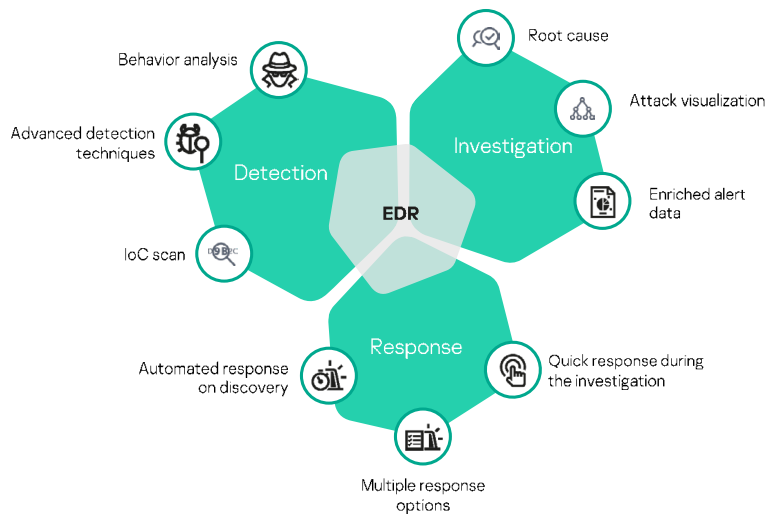 Behavior analysis
Advanced detection
techniques
IoC scan
Detection
Root cause
Attack visualization
Enriched alert
data
Investigation
EDR
Response
Automated response
on discovery
Quick response during
the investigation
Multiple response
options